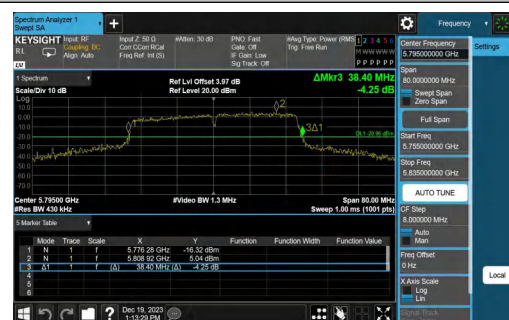 Spectrum Analyzer 1
Swept SA
Frequency
KEYSIGHT
RL
Input: RF
Coupling: DC
Align: Auto
Input Z: 50 Ω
Corr CCorr RCal
Freq Ref: Int (S)
#Atten: 30 dB
PNO: Fast
Gate: Off
IF Gain: Low
Sig Track: Off
#Avg Type: Power (RMS
Trig: Free Run
1 2 3 4 5 6
M W W W W W
P P P P P P
Center Frequency
5.795000000 GHz
Settings
Span
80.0000000 MHz
Swept Span
Zero Span
Full Span
Start Freq
5.755000000 GHz
Stop Freq
5.835000000 GHz
AUTO TUNE
CF Step
8.000000 MHz
Auto
Man
Freq Offset
0 Hz
X Axis Scale
Log
Lin
Signal Track
Local
1 Spectrum
Scale/Div 10 dB
Ref Lvl Offset 3.97 dB
Ref Level 20.00 dBm
ΔMkr3 38.40 MHz
-4.25 dB
Log
10.0
0.00
-10.0
-20.0
-30.0
-40.0
-50.0
-60.0
-70.0
2
3Δ1
DL1 -20.96 dBm
Center 5.79500 GHz
#Res BW 430 kHz
#Video BW 1.3 MHz
Span 80.00 MHz
Sweep 1.00 ms (1001 pts)
5 Marker Table
Mode Trace Scale X Y Function Function Width Function Value
1 N 1 f 5.776 28 GHz -16.32 dBm
2 N 1 f 5.808 92 GHz 5.04 dBm
3 Δ1 1 f (Δ) 38.40 MHz (Δ) -4.25 dB
4
5
6
Dec 19, 2023
1:13:29 PM